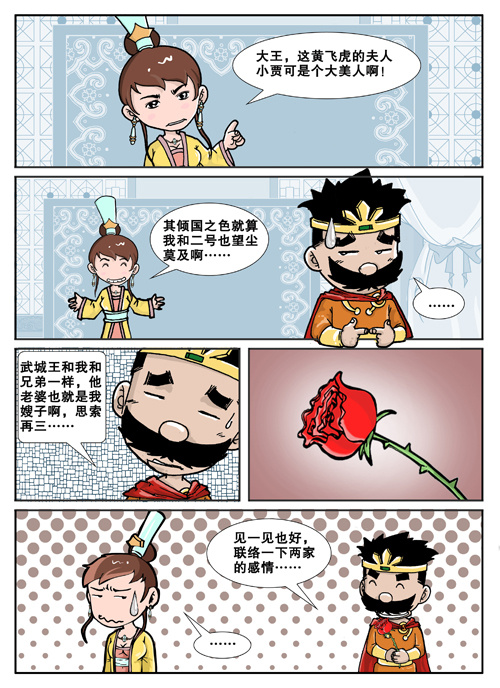 大王，这黄飞虎的夫人
小贾可是个大美人啊！
其倾国之色就算
我和二号也望尘
莫及啊……
……
武城王和我和
兄弟一样，他
老婆也就是我
嫂子啊，思索
再三……
见一见也好，
联络一下两家
的感情……
……